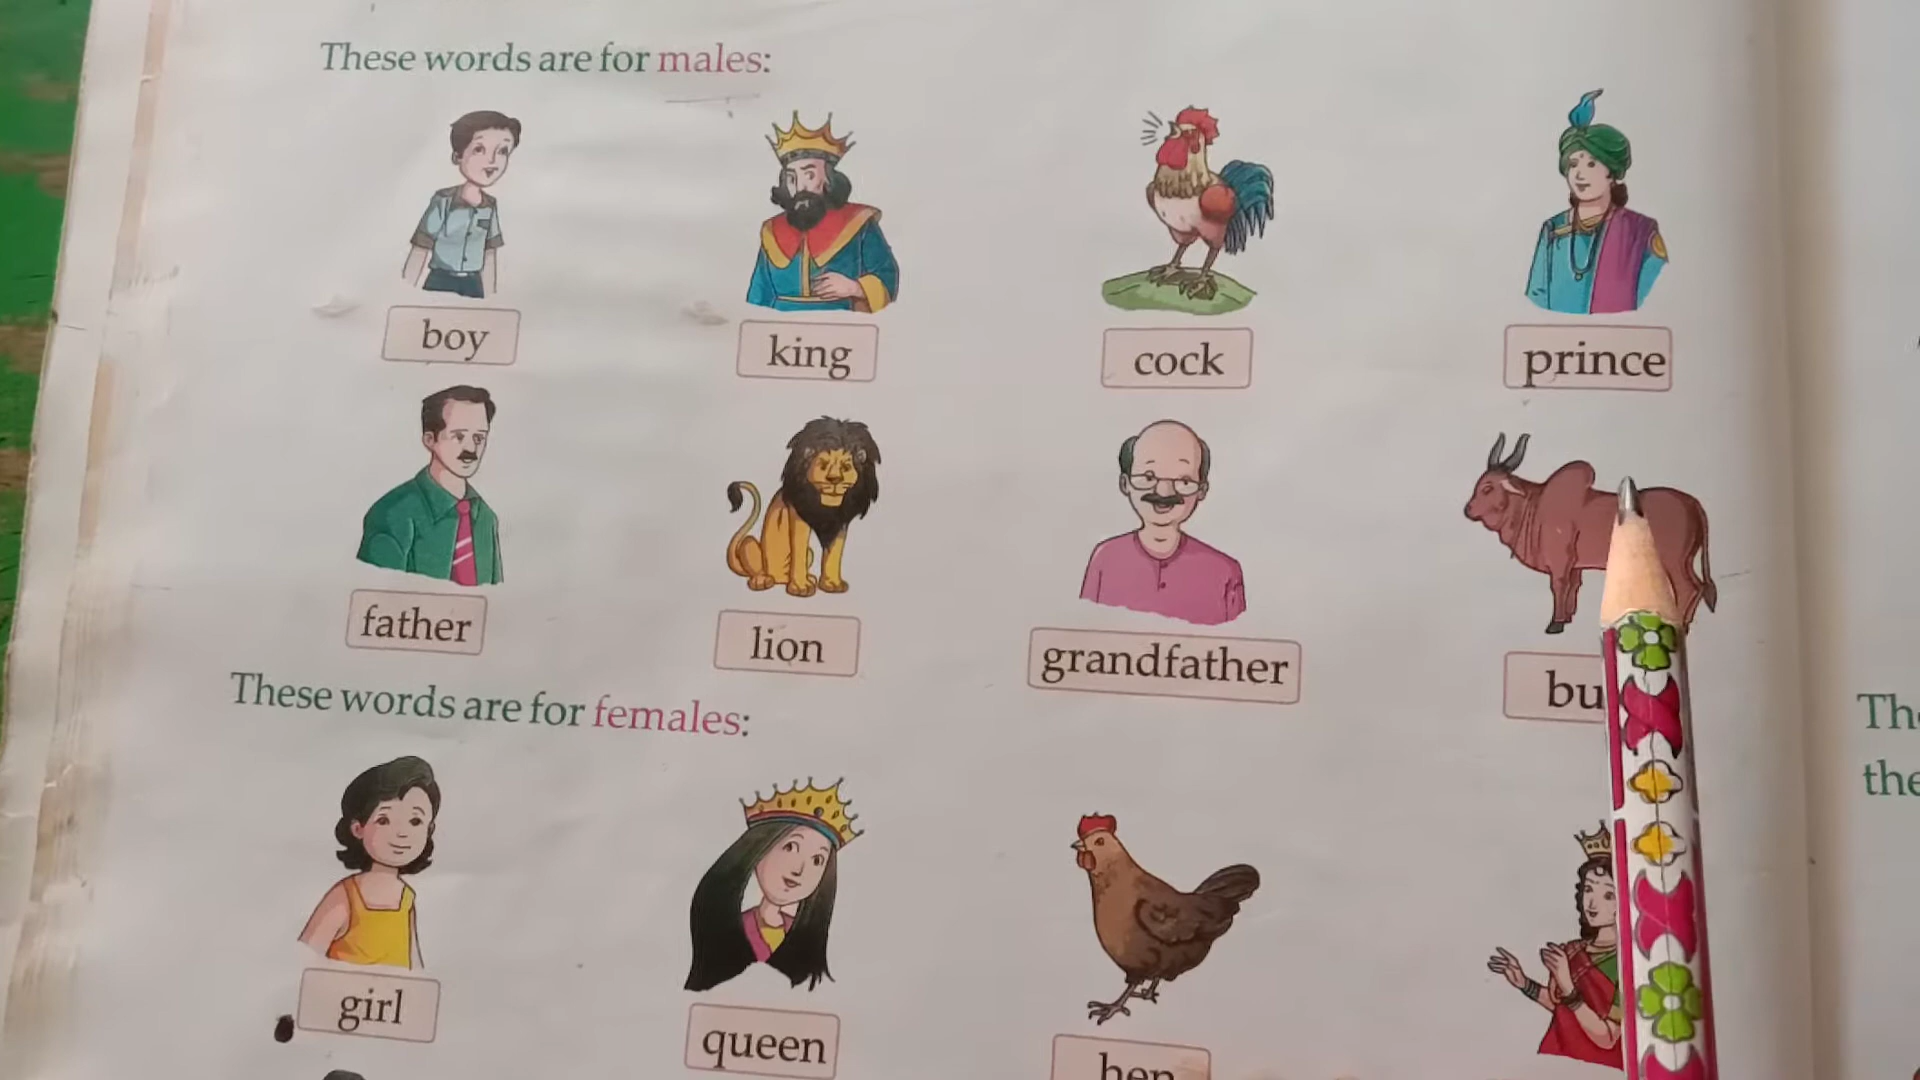 These words are for males:
boy king cock prince
father lion grandfather
These words are for females:
girl queen hen